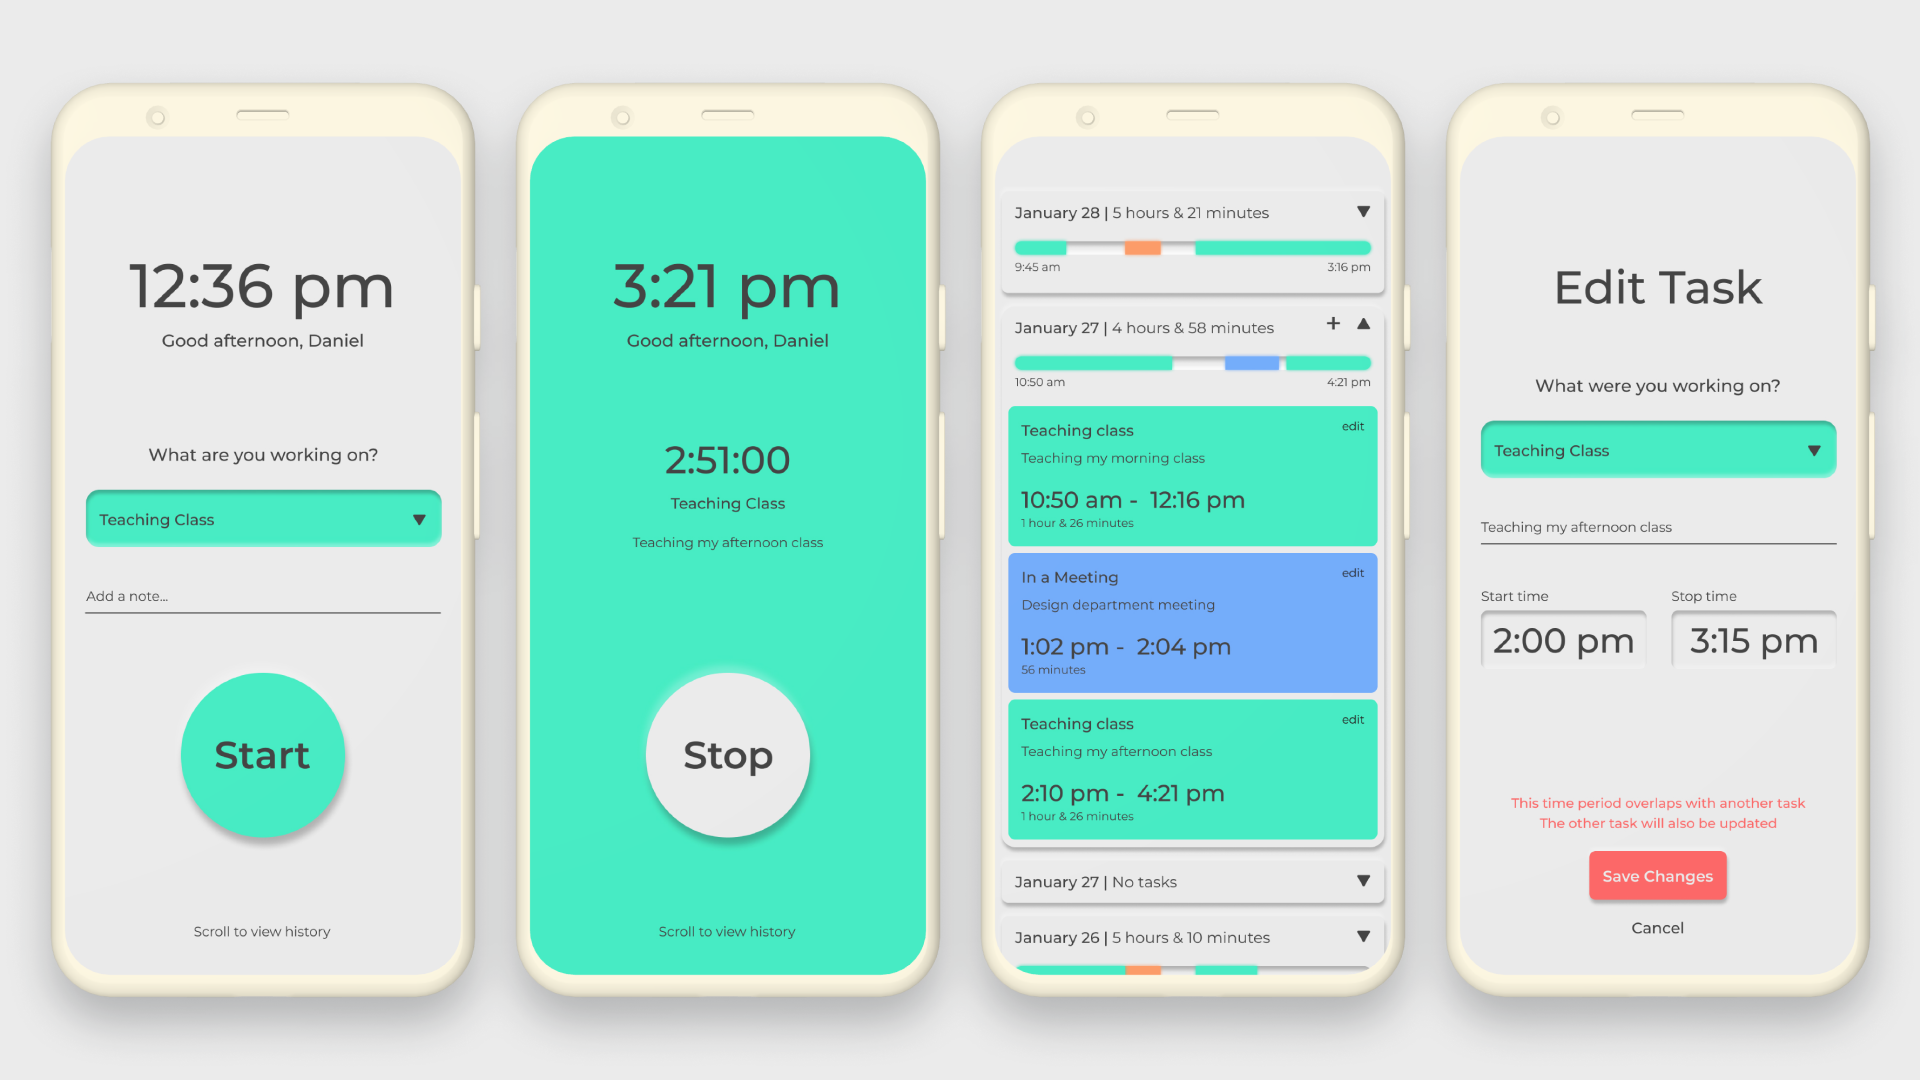 12:36 pm
Good afternoon, Daniel
What are you working on?
Teaching Class
Add a note...
Start
Scroll to view history
3:21 pm
Good afternoon, Daniel
2:51:00
Teaching Class
Teaching my afternoon class
Stop
Scroll to view history
January 28 | 5 hours & 21 minutes
9:45 am 3:16 pm
January 27 | 4 hours & 58 minutes +
10:50 am 4:21 pm
Teaching class edit
Teaching my morning class
10:50 am - 12:16 pm
1 hour & 26 minutes
In a Meeting edit
Design department meeting
1:02 pm - 2:04 pm
56 minutes
Teaching class edit
Teaching my afternoon class
2:10 pm - 4:21 pm
1 hour & 26 minutes
January 27 | No tasks
January 26 | 5 hours & 10 minutes
Edit Task
What were you working on?
Teaching Class
Teaching my afternoon class
Start time Stop time
2:00 pm 3:15 pm
This time period overlaps with another task
The other task will also be updated
Save Changes
Cancel